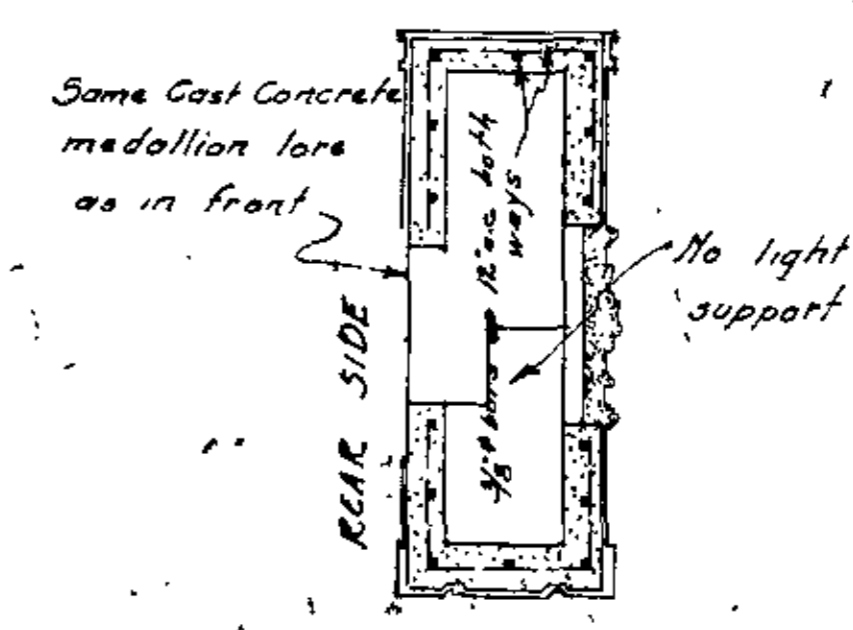 Same Cast Concrete
medallion lore
as in front
REAR SIDE
3/8"φ bars 12" o.c. both
ways
No light
support